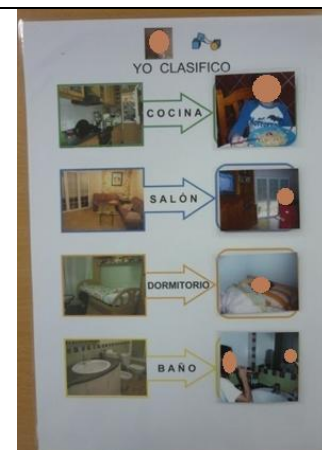 YO CLASIFICO
COCINA
SALÓN
DORMITORIO
BAÑO